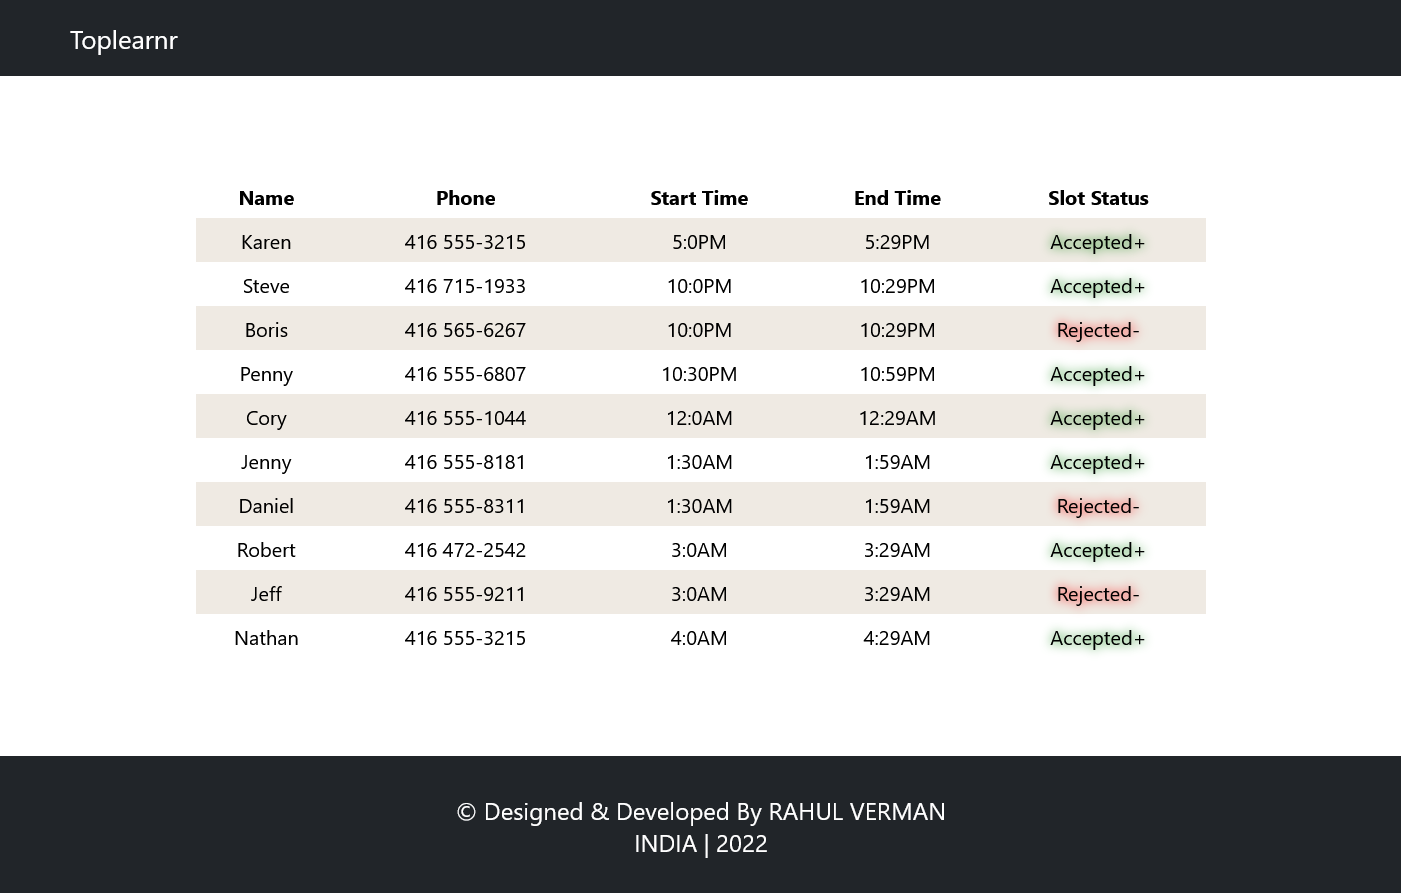 Toplearnr
Name Phone Start Time End Time Slot Status
Karen 416 555-3215 5:0PM 5:29PM Accepted+
Steve 416 715-1933 10:0PM 10:29PM Accepted+
Boris 416 565-6267 10:0PM 10:29PM Rejected-
Penny 416 555-6807 10:30PM 10:59PM Accepted+
Cory 416 555-1044 12:0AM 12:29AM Accepted+
Jenny 416 555-8181 1:30AM 1:59AM Accepted+
Daniel 416 555-8311 1:30AM 1:59AM Rejected-
Robert 416 472-2542 3:0AM 3:29AM Accepted+
Jeff 416 555-9211 3:0AM 3:29AM Rejected-
Nathan 416 555-3215 4:0AM 4:29AM Accepted+
© Designed & Developed By RAHUL VERMAN
INDIA | 2022